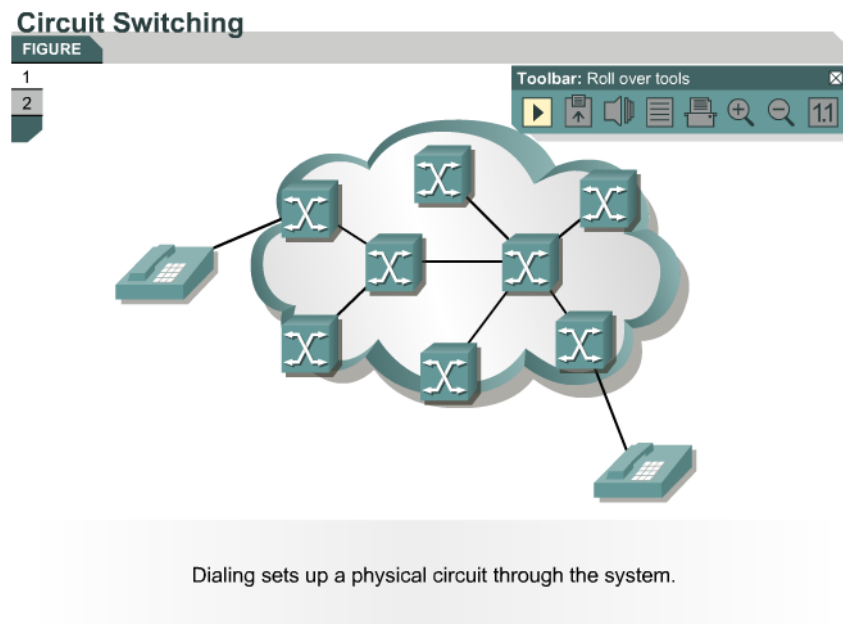 Circuit Switching
FIGURE
1
2
Toolbar: Roll over tools
1:1
Dialing sets up a physical circuit through the system.